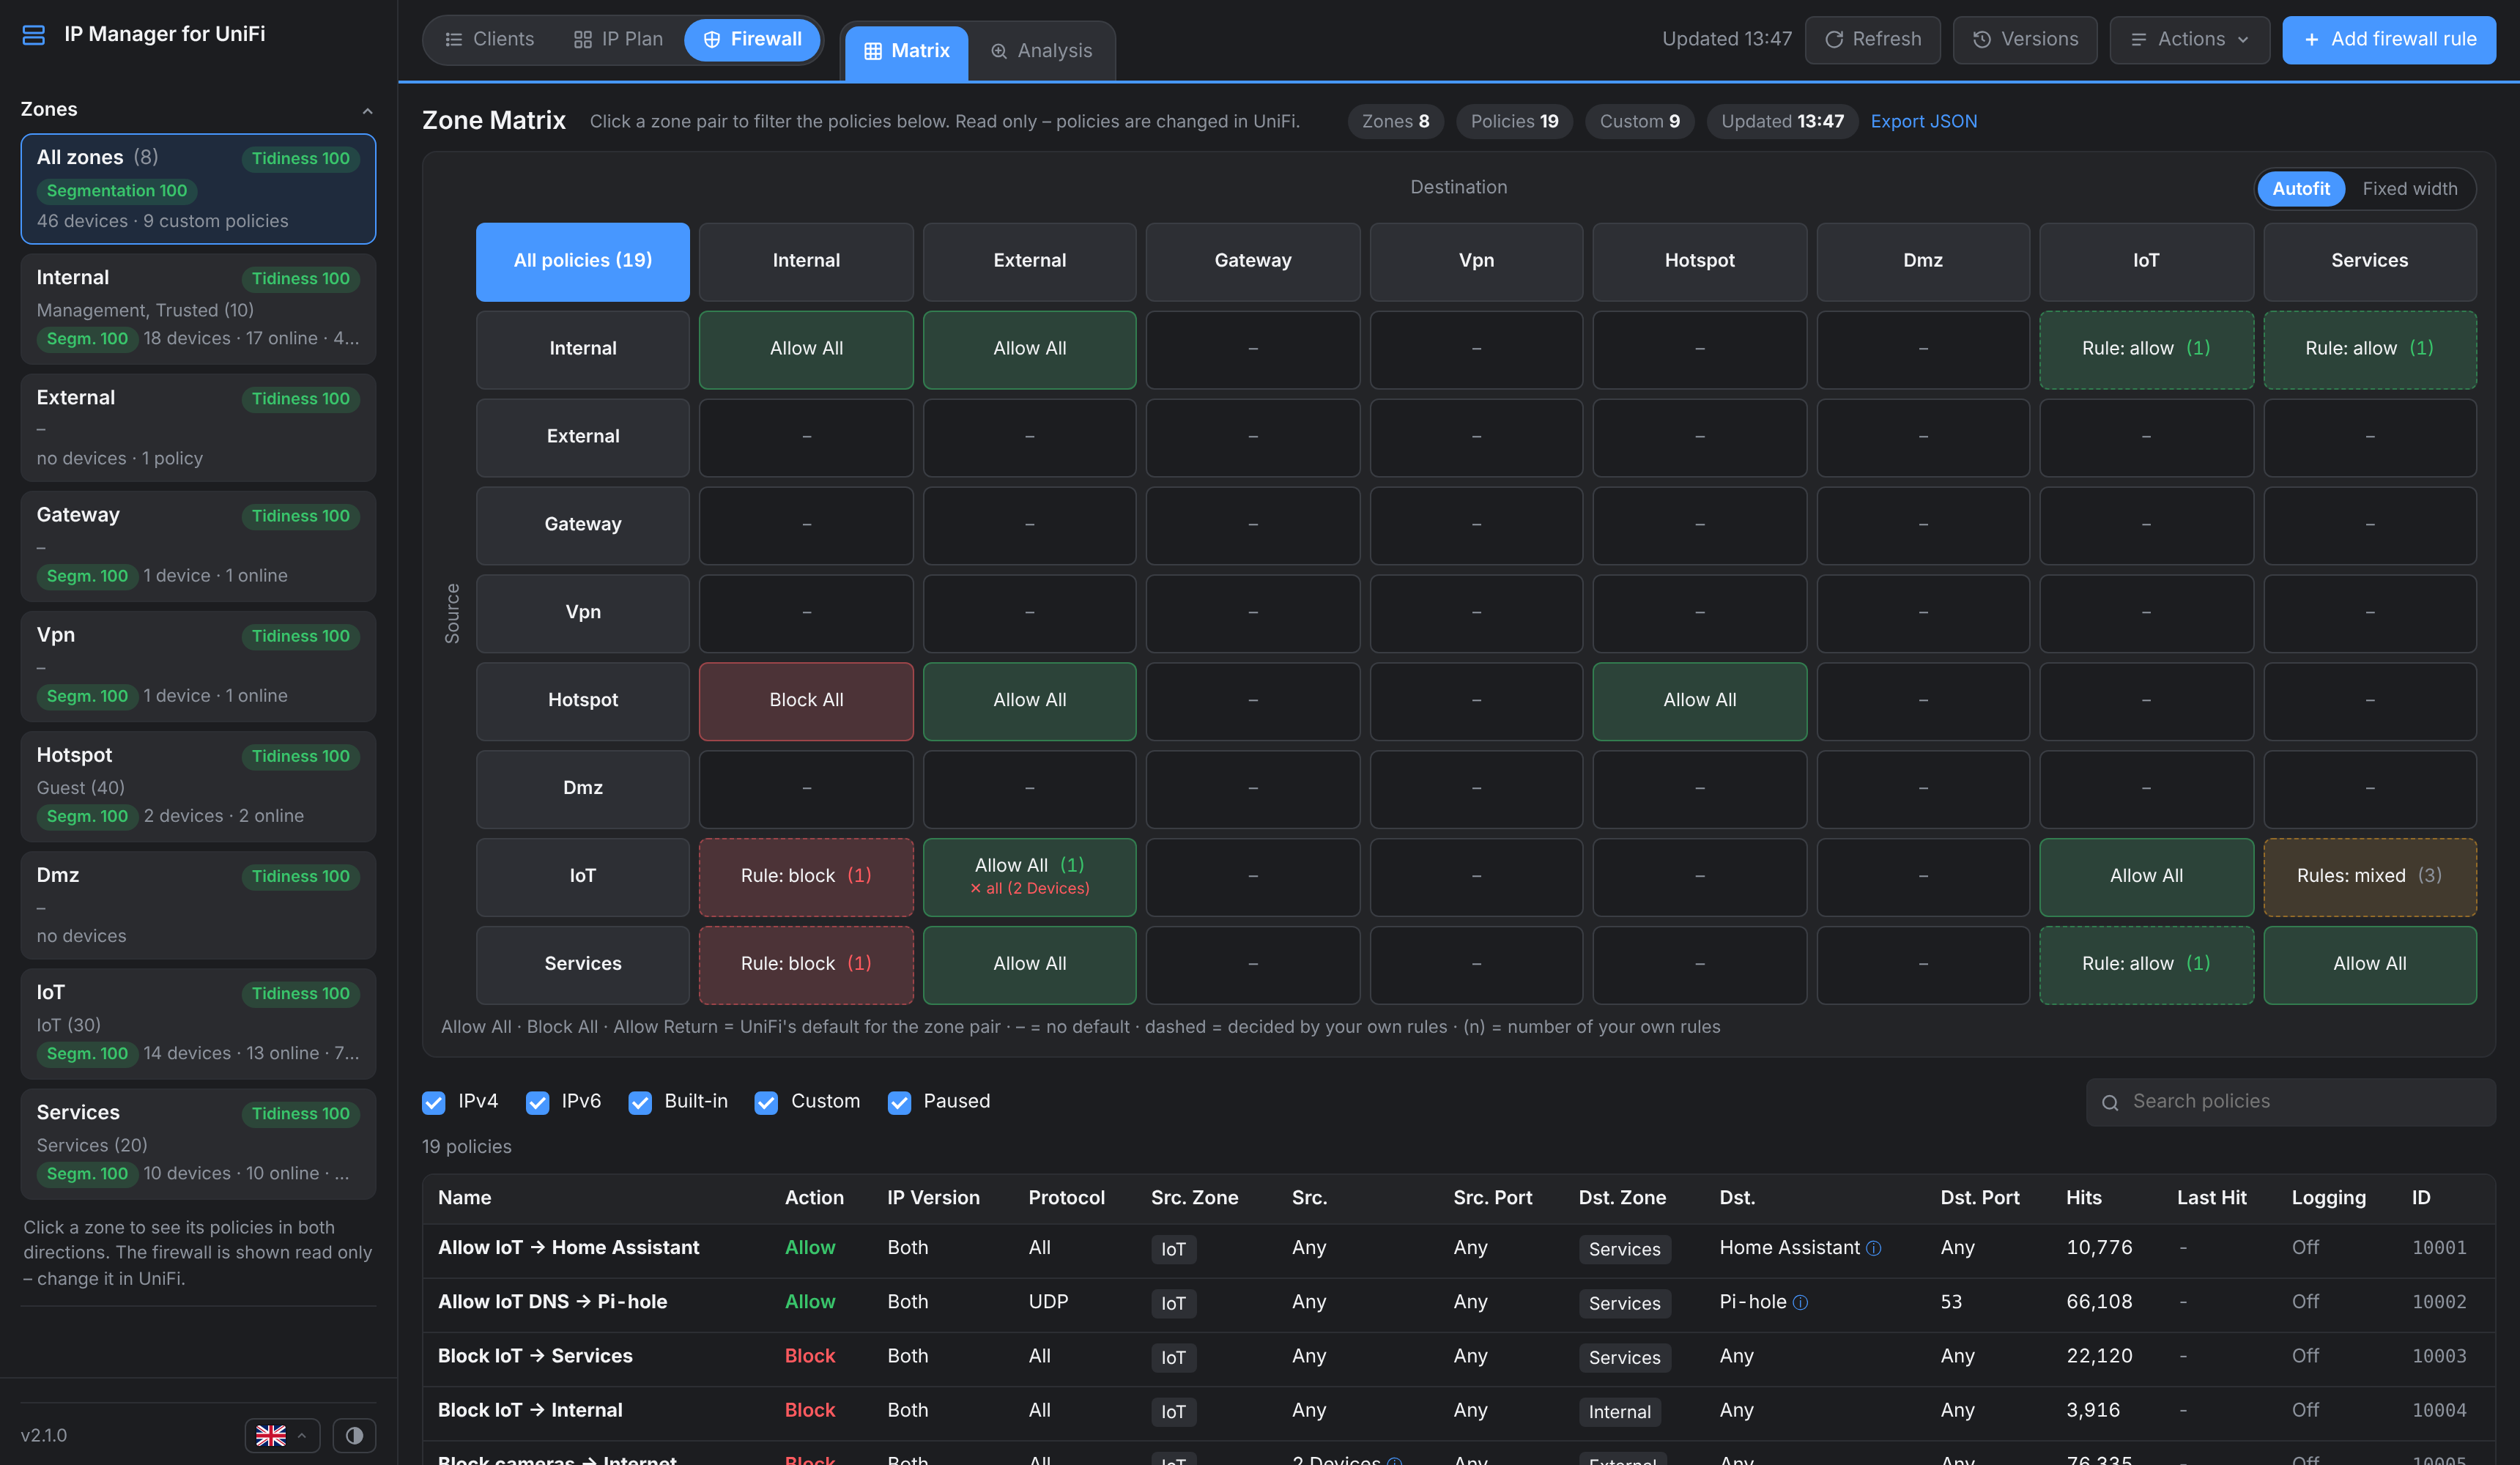 IP Manager for UniFi
Clients
IP Plan
Firewall
Matrix
Analysis
Updated 13:47
Refresh
Versions
Actions
Add firewall rule
Zones
All zones (8) Tidiness 100
Segmentation 100
46 devices · 9 custom policies
Internal Tidiness 100
Management, Trusted (10)
Segm. 100 18 devices · 17 online · 4...
External Tidiness 100
–
no devices · 1 policy
Gateway Tidiness 100
–
Segm. 100 1 device · 1 online
Vpn Tidiness 100
–
Segm. 100 1 device · 1 online
Hotspot Tidiness 100
Guest (40)
Segm. 100 2 devices · 2 online
Dmz Tidiness 100
–
no devices
IoT Tidiness 100
IoT (30)
Segm. 100 14 devices · 13 online · 7...
Services Tidiness 100
Services (20)
Segm. 100 10 devices · 10 online · ...
Click a zone to see its policies in both
directions. The firewall is shown read only
– change it in UniFi.
v2.1.0
Zone Matrix Click a zone pair to filter the policies below. Read only – policies are changed in UniFi. Zones 8 Policies 19 Custom 9 Updated 13:47 Export JSON
Destination
Autofit Fixed width
Source
All policies (19) Internal External Gateway Vpn Hotspot Dmz IoT Services
Internal Allow All Allow All – – – – Rule: allow (1) Rule: allow (1)
External – – – – – – – –
Gateway – – – – – – – –
Vpn – – – – – – – –
Hotspot Block All Allow All – – Allow All – – –
Dmz – – – – – – – –
IoT Rule: block (1) Allow All (1) – – – – Allow All Rules: mixed (3)
✕ all (2 Devices)
Services Rule: block (1) Allow All – – – – Rule: allow (1) Allow All
Allow All · Block All · Allow Return = UniFi's default for the zone pair · – = no default · dashed = decided by your own rules · (n) = number of your own rules
IPv4 IPv6 Built-in Custom Paused
Search policies
19 policies
Name Action IP Version Protocol Src. Zone Src. Src. Port Dst. Zone Dst. Dst. Port Hits Last Hit Logging ID
Allow IoT → Home Assistant Allow Both All IoT Any Any Services Home Assistant ⓘ Any 10,776 - Off 10001
Allow IoT DNS → Pi-hole Allow Both UDP IoT Any Any Services Pi-hole ⓘ 53 66,108 - Off 10002
Block IoT → Services Block Both All IoT Any Any Services Any Any 22,120 - Off 10003
Block IoT → Internal Block Both All IoT Any Any Internal Any Any 3,916 - Off 10004
Block cameras → Internet Block Both All IoT 2 Devices ⓘ Any External Any Any 76,335 - Off 10005